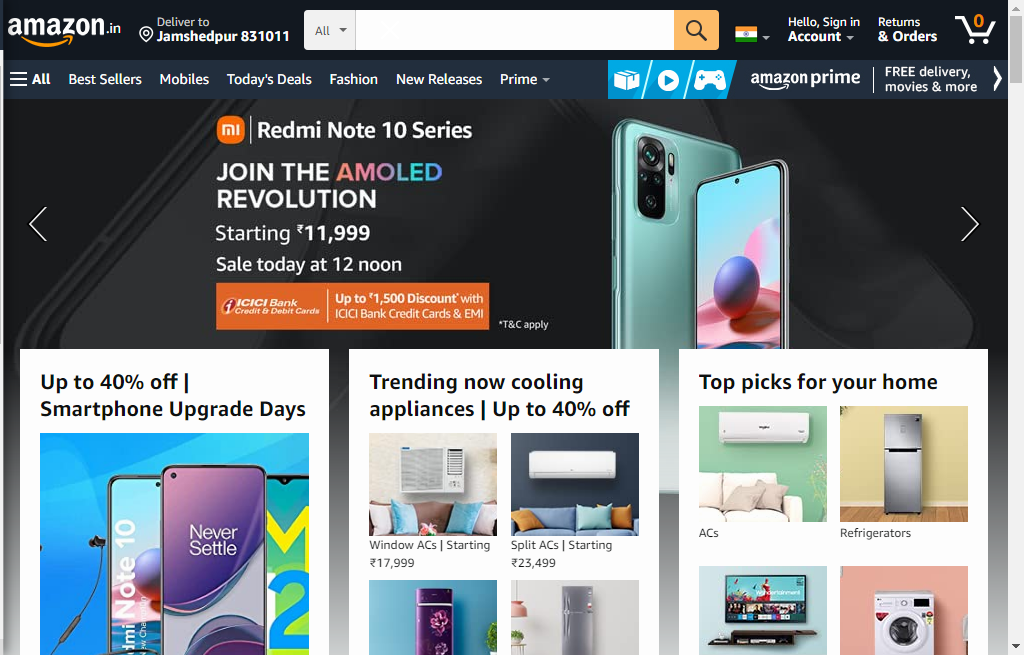 amazon.in
Deliver to
Jamshedpur 831011
All
Hello, Sign in
Account
Returns
& Orders
0
All
Best Sellers
Mobiles
Today's Deals
Fashion
New Releases
Prime
amazon prime
FREE delivery,
movies & more
mi
Redmi Note 10 Series
JOIN THE AMOLED
REVOLUTION
Starting ₹11,999
Sale today at 12 noon
ICICI Bank
Credit & Debit Cards
Up to ₹1,500 Discount* with
ICICI Bank Credit Cards & EMI
*T&C apply
Up to 40% off |
Smartphone Upgrade Days
Never
Settle
Note 10
Trending now cooling
appliances | Up to 40% off
Window ACs | Starting
₹17,999
Split ACs | Starting
₹23,499
Top picks for your home
ACs
Refrigerators